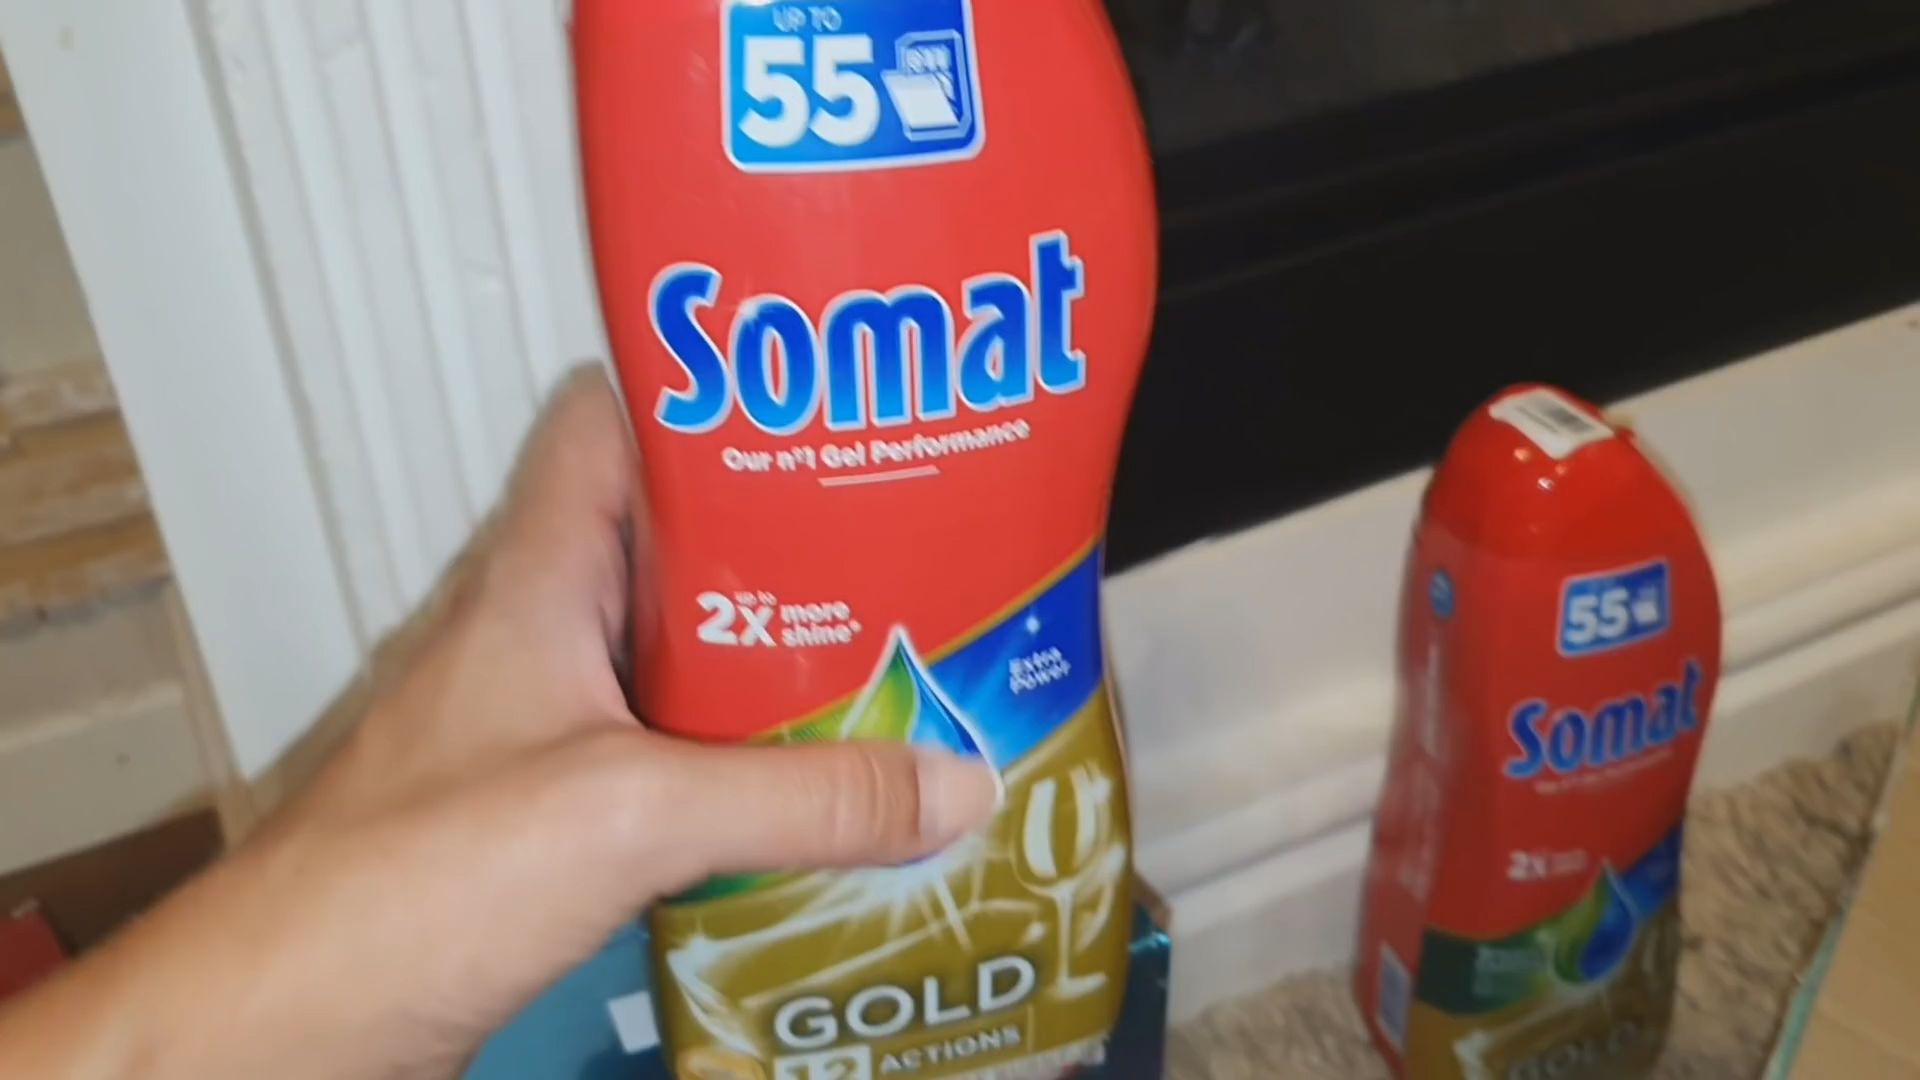 UP TO
55
Somat
Our n°1 Gel Performance
up to
2X more
shine*
Extra
Power
GOLD
12 ACTIONS
55
Somat
2X
GOLD